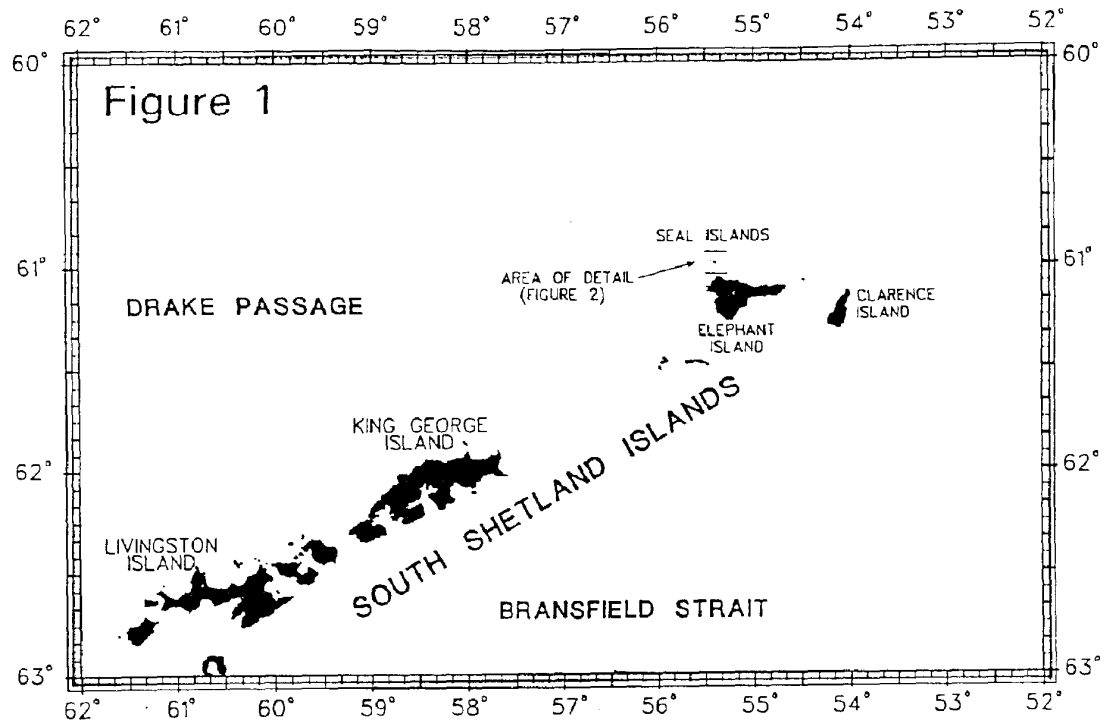 62° 61° 60° 59° 58° 57° 56° 55° 54° 53° 52°
60° 60°
Figure 1
SEAL ISLANDS
61° 61°
AREA OF DETAIL
(FIGURE 2)
DRAKE PASSAGE
CLARENCE
ISLAND
ELEPHANT
ISLAND
KING GEORGE
ISLAND
62° 62°
SOUTH SHETLAND ISLANDS
LIVINGSTON
ISLAND
BRANSFIELD STRAIT
63° 63°
62° 61° 60° 59° 58° 57° 56° 55° 54° 53° 52°